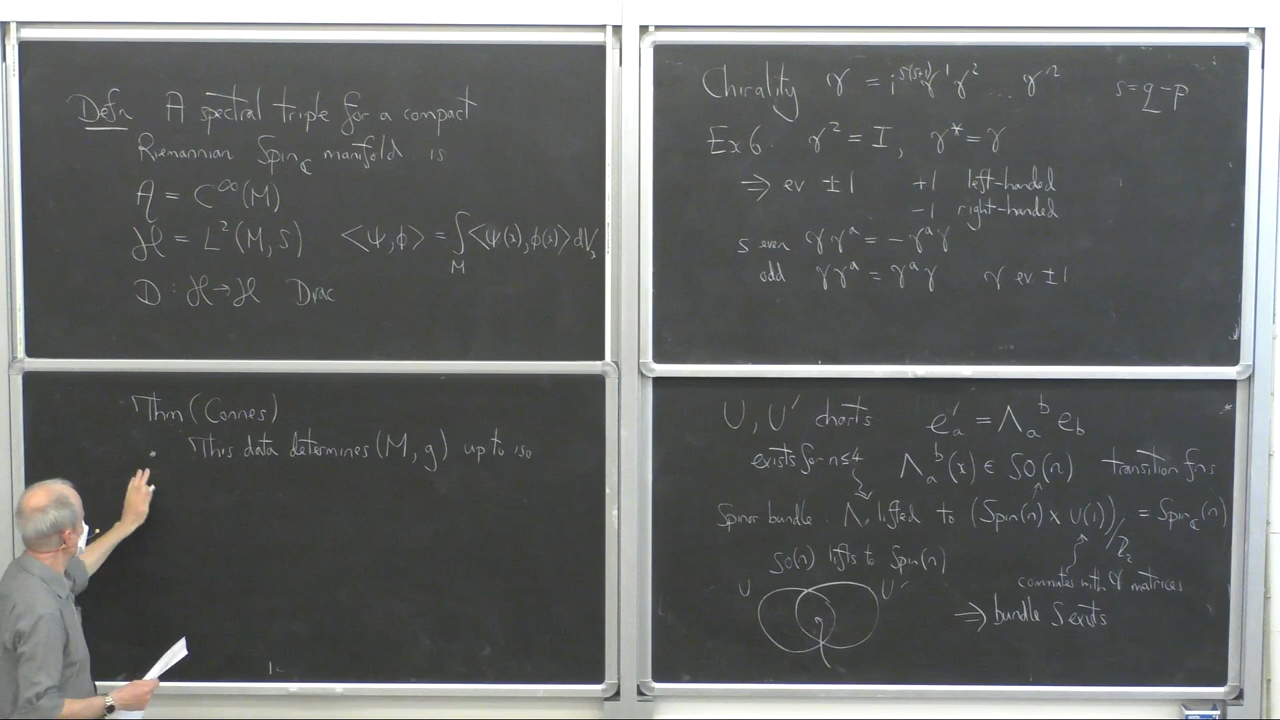 Defn A spectral triple for a compact
Riemannian Spin_c manifold is
A = C^∞(M)
H = L²(M, S) <ψ, φ> = ∫_M <ψ(x), φ(x)> dV_x
D : H → H Dirac
Thm (Connes)
• This data determines (M, g) up to iso
Chirality γ = i^{s(s+1)/2} γ¹ γ² ... γⁿ s = q - p
Ex 6. γ² = I, γ* = γ
⇒ ev ±1 +1 left-handed
-1 right-handed
s even γγ^a = -γ^aγ
odd γγ^a = γ^aγ γ ev ±1
U, U' charts e'_a = Λ_a^b e_b
exists for n≤4 Λ_a^b(x) ∈ SO(n) transition fns
Spinor bundle. Λ, lifted to (Spin(n) × U(1))/Z_2 = Spin_c(n)
SO(n) lifts to Spin(n)
commutes with γ matrices
U U'
⇒ bundle S exists